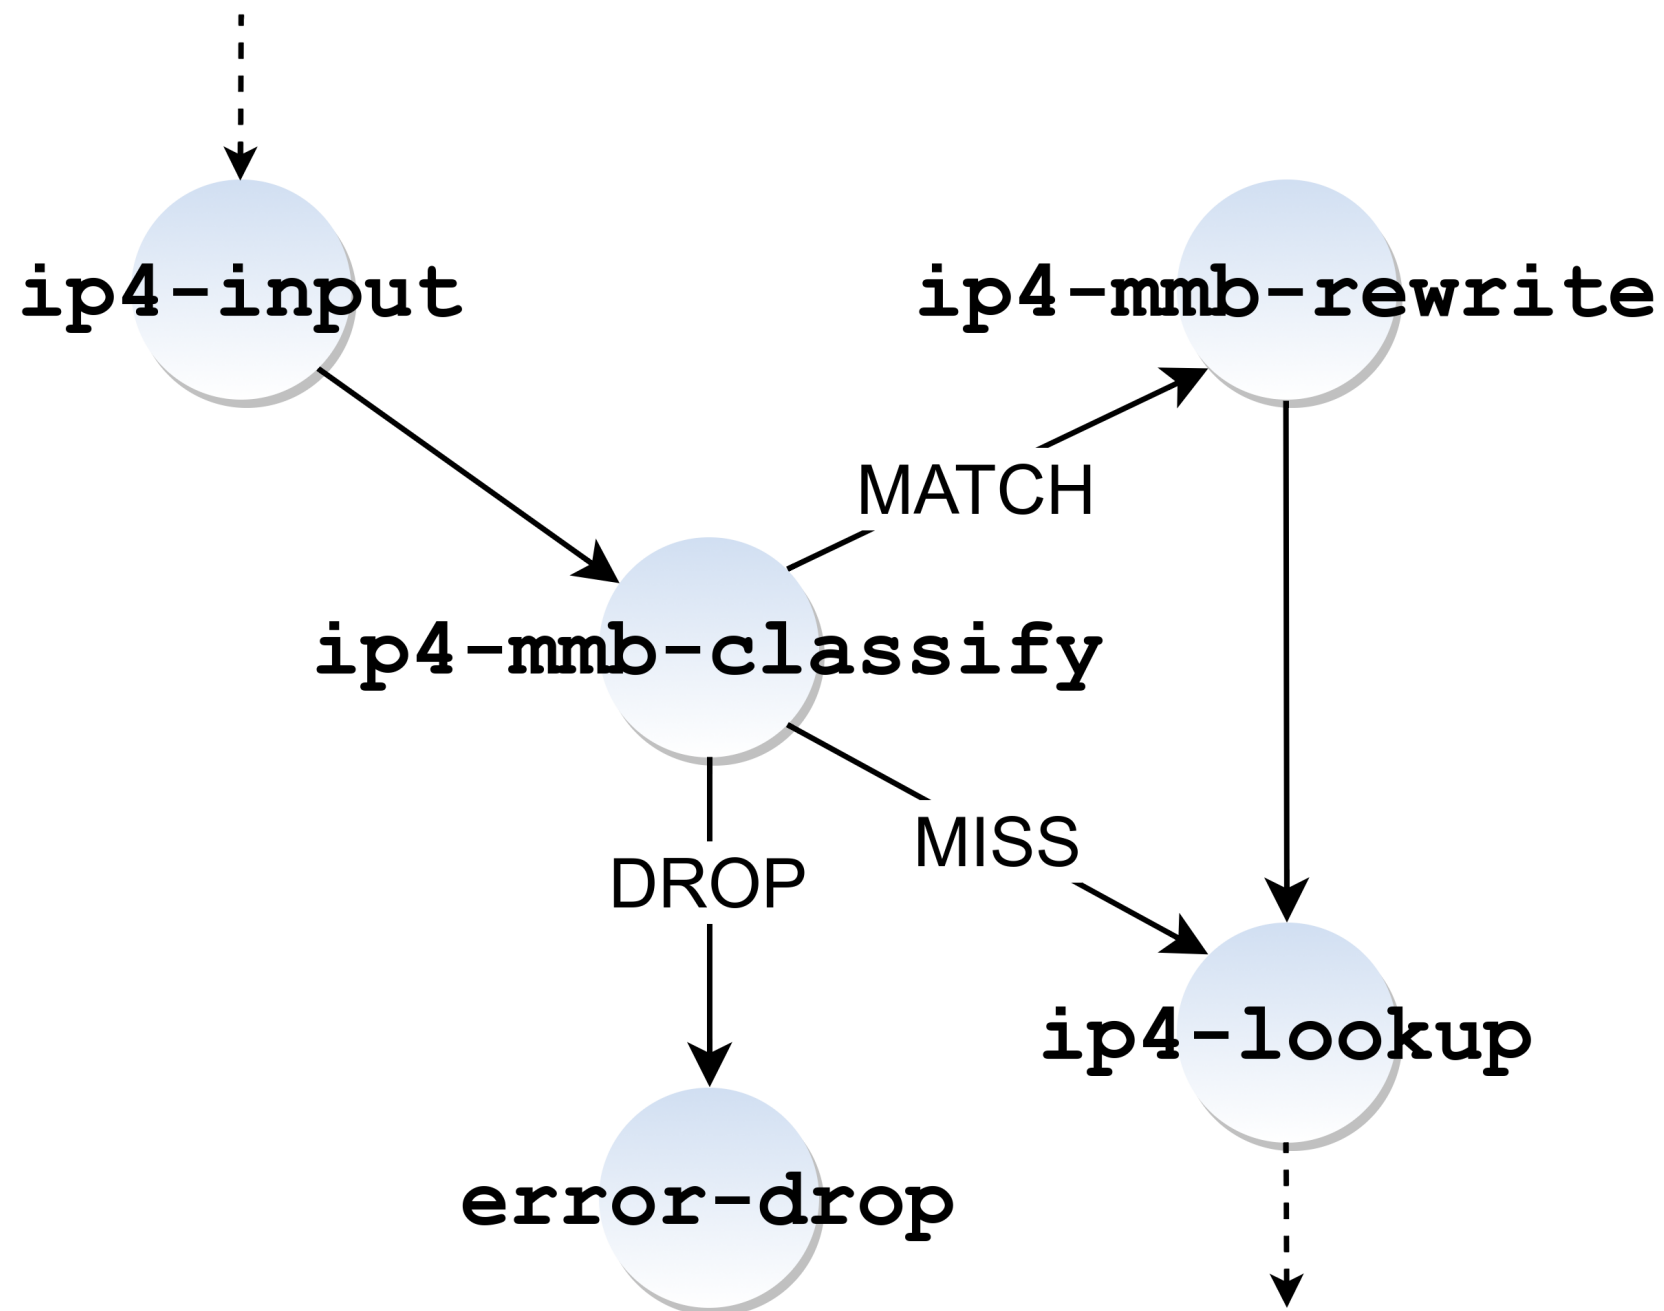 ip4-input
ip4-mmb-rewrite
MATCH
ip4-mmb-classify
MISS
DROP
ip4-lookup
error-drop